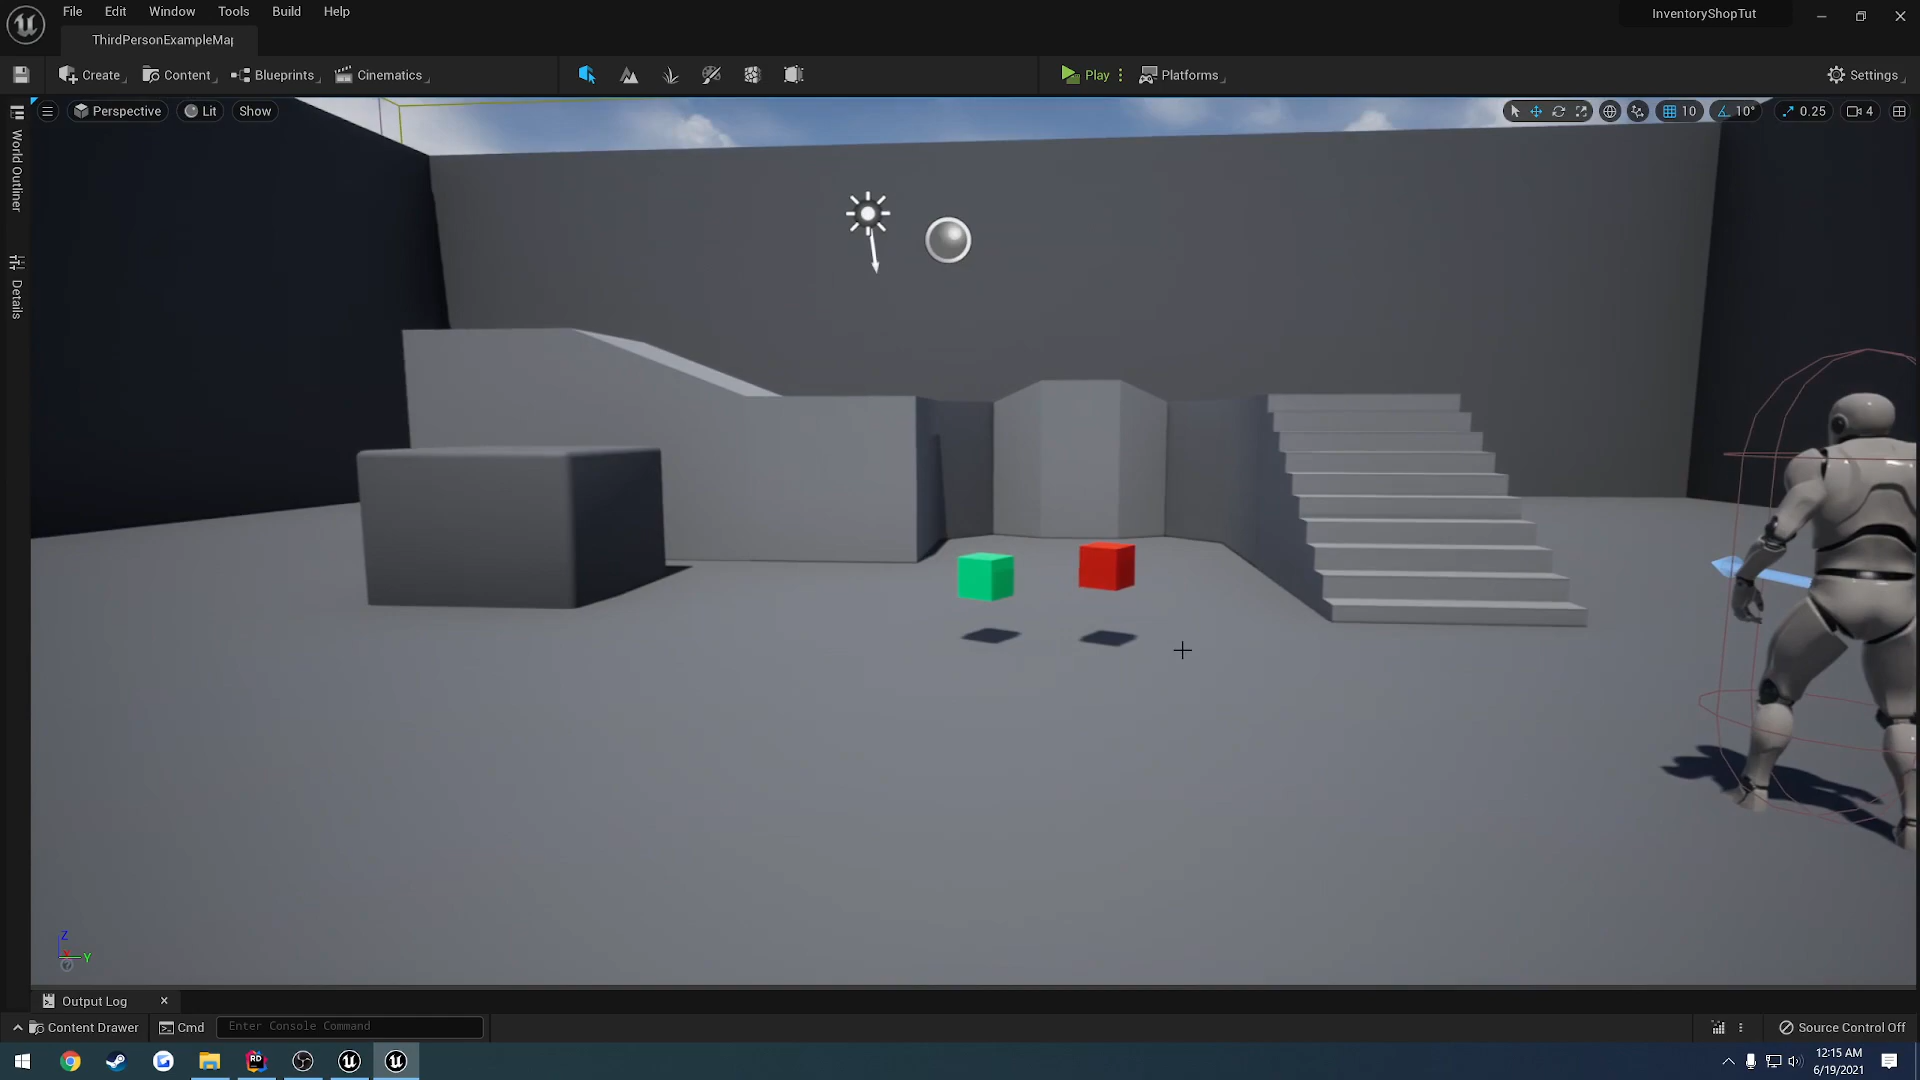 File Edit Window Tools Build Help
InventoryShopTut
ThirdPersonExampleMap
Create Content Blueprints Cinematics Play Platforms Settings
Perspective Lit Show 10 10° 0.25 4
World Outliner
Details
Z
Y
Output Log
Content Drawer Cmd Enter Console Command Source Control Off
RD
12:15 AM
6/19/2021